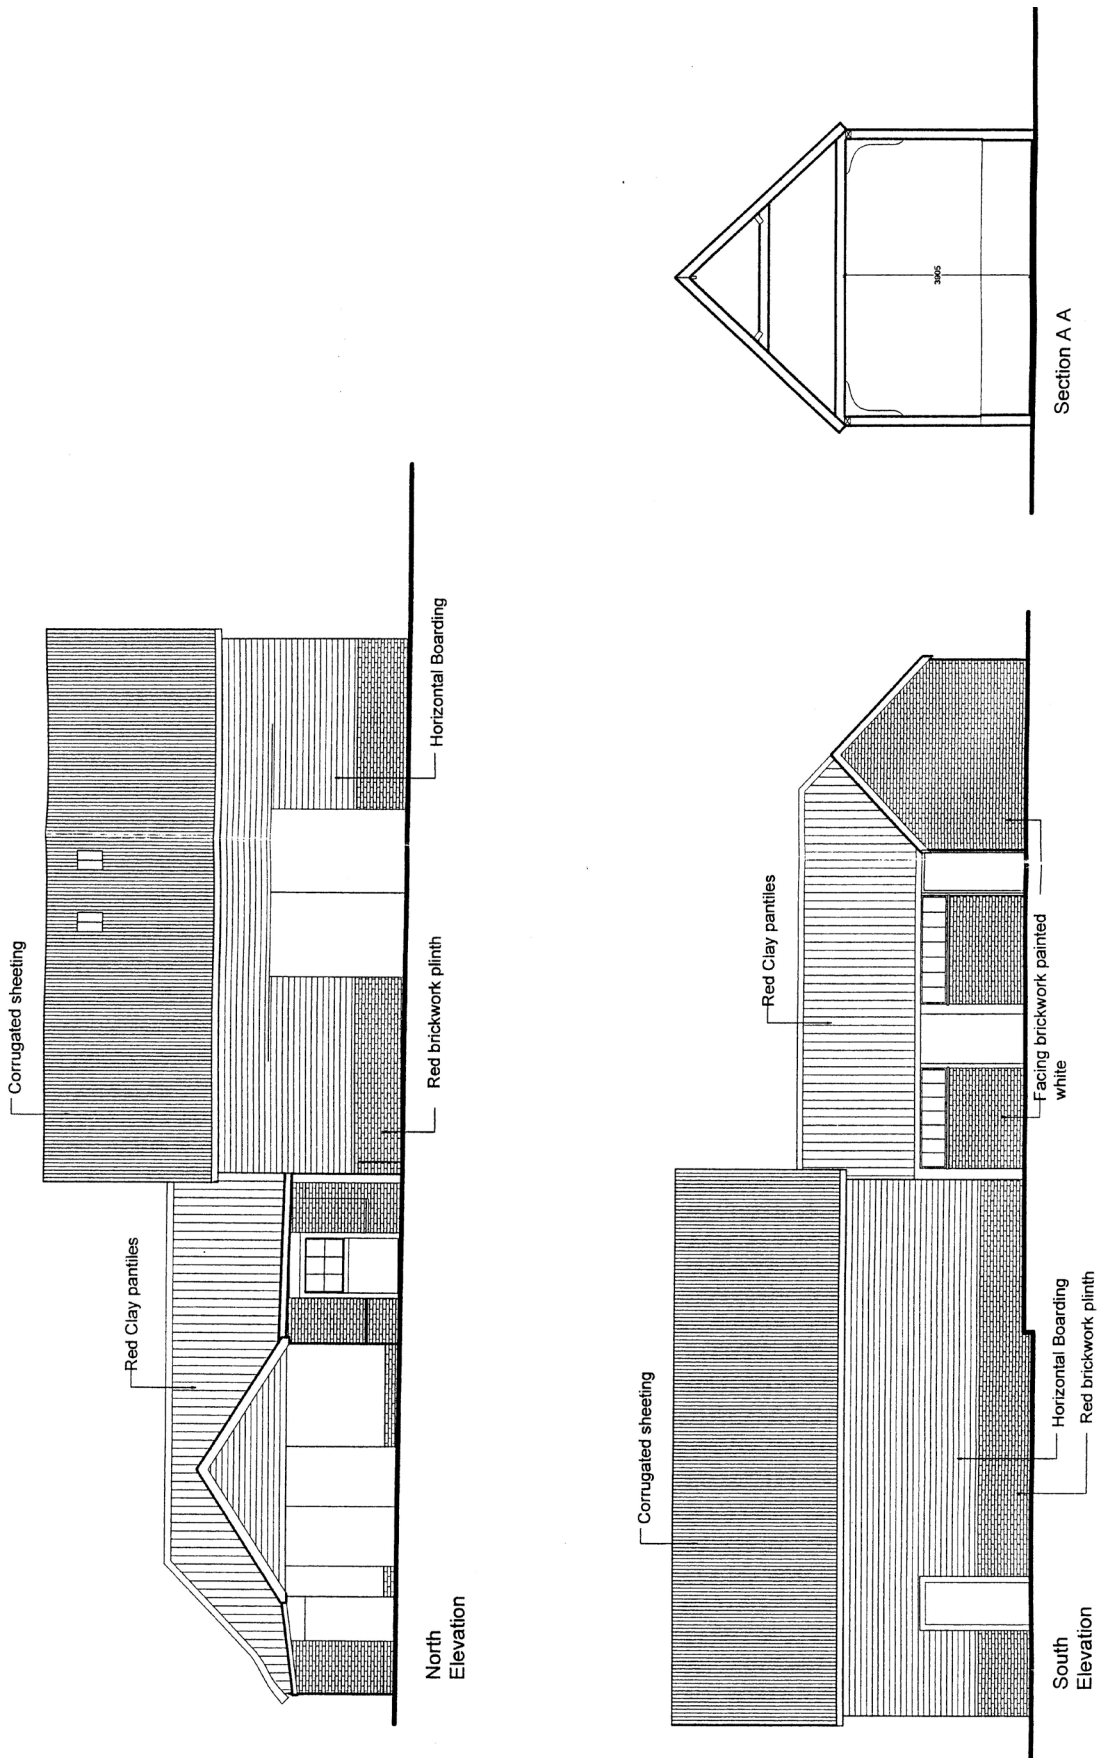 Corrugated sheeting
Red Clay pantiles
Horizontal Boarding
Red brickwork plinth
North
Elevation
3905
Section A A
Corrugated sheeting
Red Clay pantiles
Facing brickwork painted
white
Horizontal Boarding
Red brickwork plinth
South
Elevation